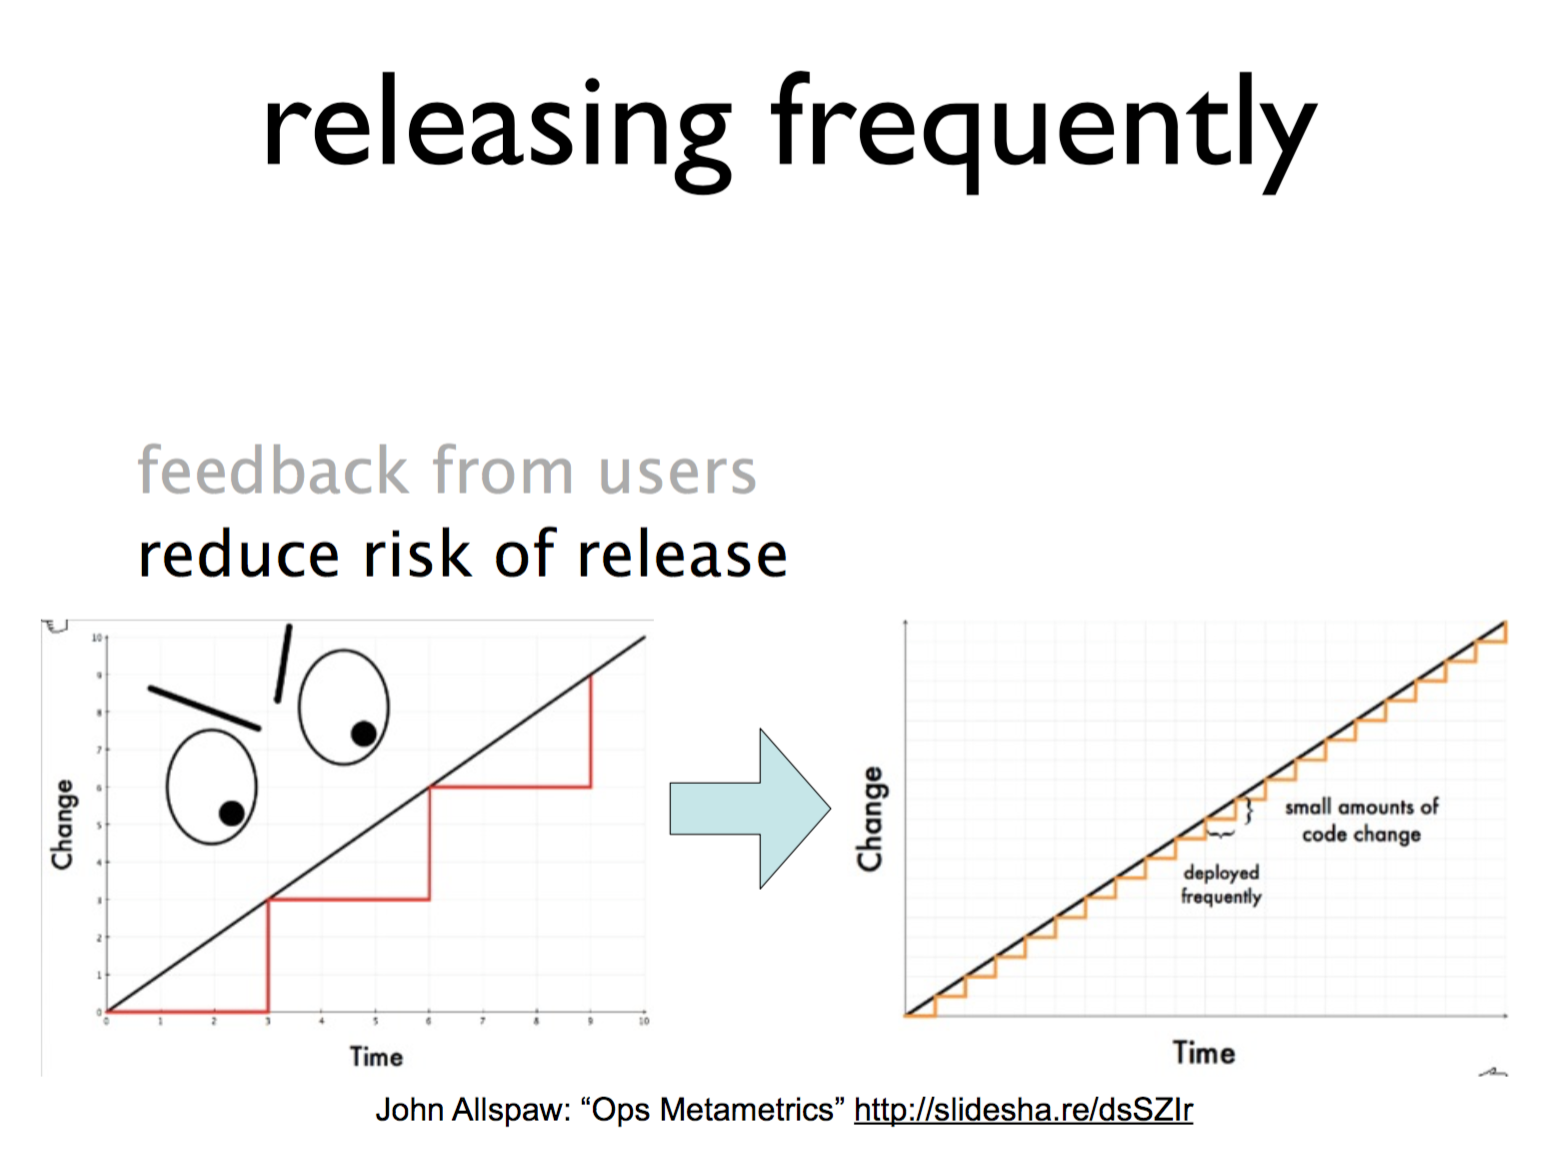 releasing frequently
feedback from users
reduce risk of release
Change
10
9
8
7
6
5
4
3
2
1
0
0 1 2 3 4 5 6 7 8 9 10
Time
Change
small amounts of
code change
deployed
frequently
Time
John Allspaw: “Ops Metametrics” http://slidesha.re/dsSZIr